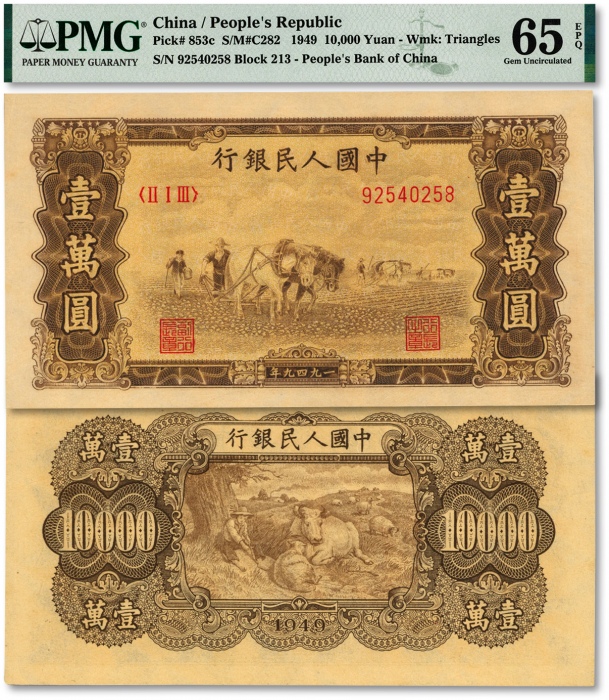 PMG
PAPER MONEY GUARANTY
China / People's Republic
Pick# 853c S/M#C282 1949 10,000 Yuan - Wmk: Triangles
S/N 92540258 Block 213 - People's Bank of China
65
EPQ
Gem Uncirculated
行銀民人國中
〈II I III〉
92540258
壹萬圓
壹萬圓
年九四九一
行銀民人國中
萬壹
萬壹
10000
10000
萬壹
萬壹
1949